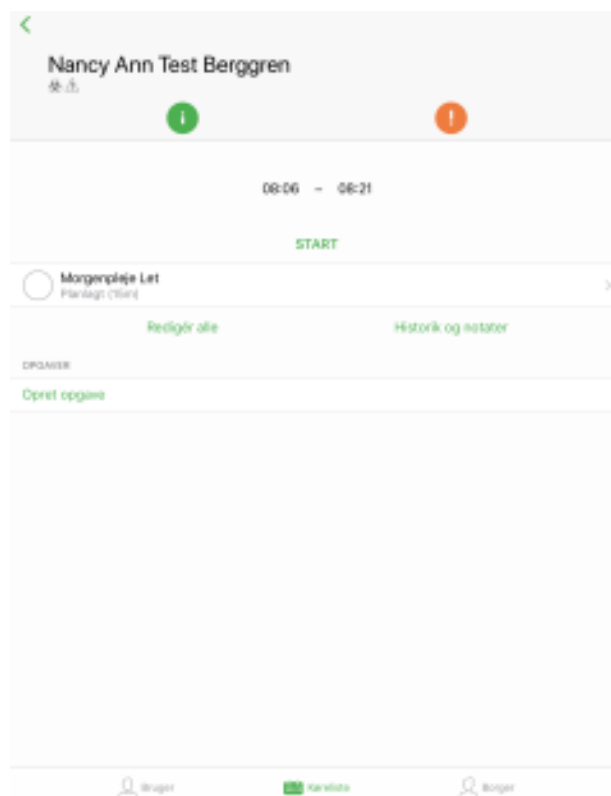 Nancy Ann Test Berggren
08:06 – 08:21
START
Morgenpleje Let
Planlagt (15m)
Redigér alle
Historik og notater
OPGAVER
Opret opgave
Bruger
Køreliste
Borger